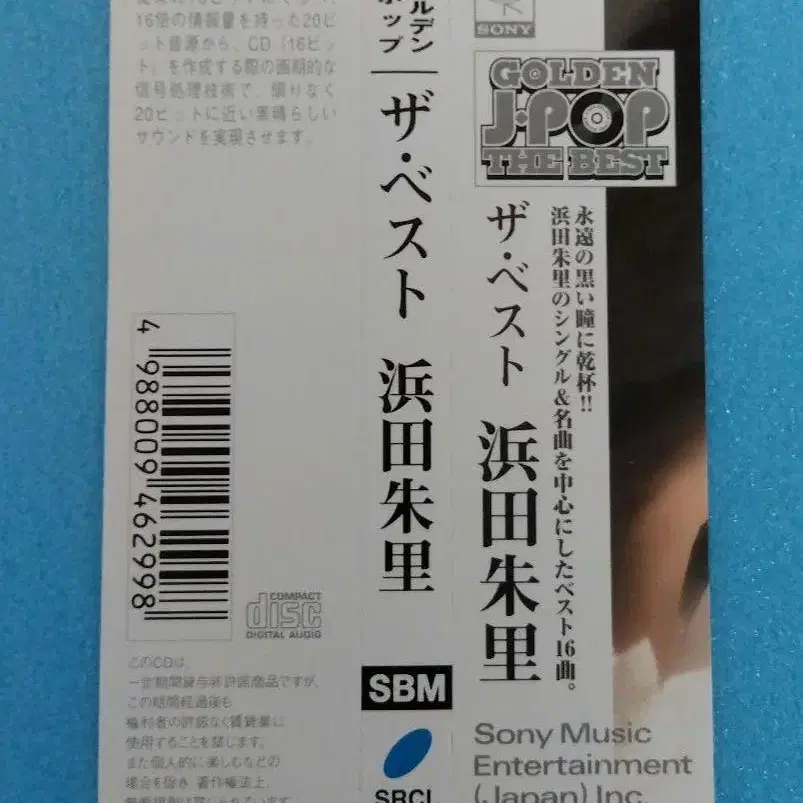 16倍の情報量を持った20ビ
ット音源から、CD(16ビッ
ト)を作成する際の画期的な
信号処理技術で、限りなく
20ビットに近い素晴らしい
サウンドを実現させます。
4 988009 462998
COMPACT
disc
DIGITAL AUDIO
このCDは、
一定期間貸与非許諾商品ですが、
この期間経過後も
権利者の許諾なく賃貸業に
使用することを禁じます。
また個人的に楽しむなどの
場合を除き 著作権法上、
ルデン
ポップ
ザ・ベスト 浜田朱里
SBM
SRCL
SONY
GOLDEN
J-POP
THE BEST
永遠の黒い瞳に乾杯!!
浜田朱里のシングル&名曲を中心にしたベスト16曲。
ザ・ベスト 浜田朱里
Sony Music
Entertainment
(Japan) Inc.